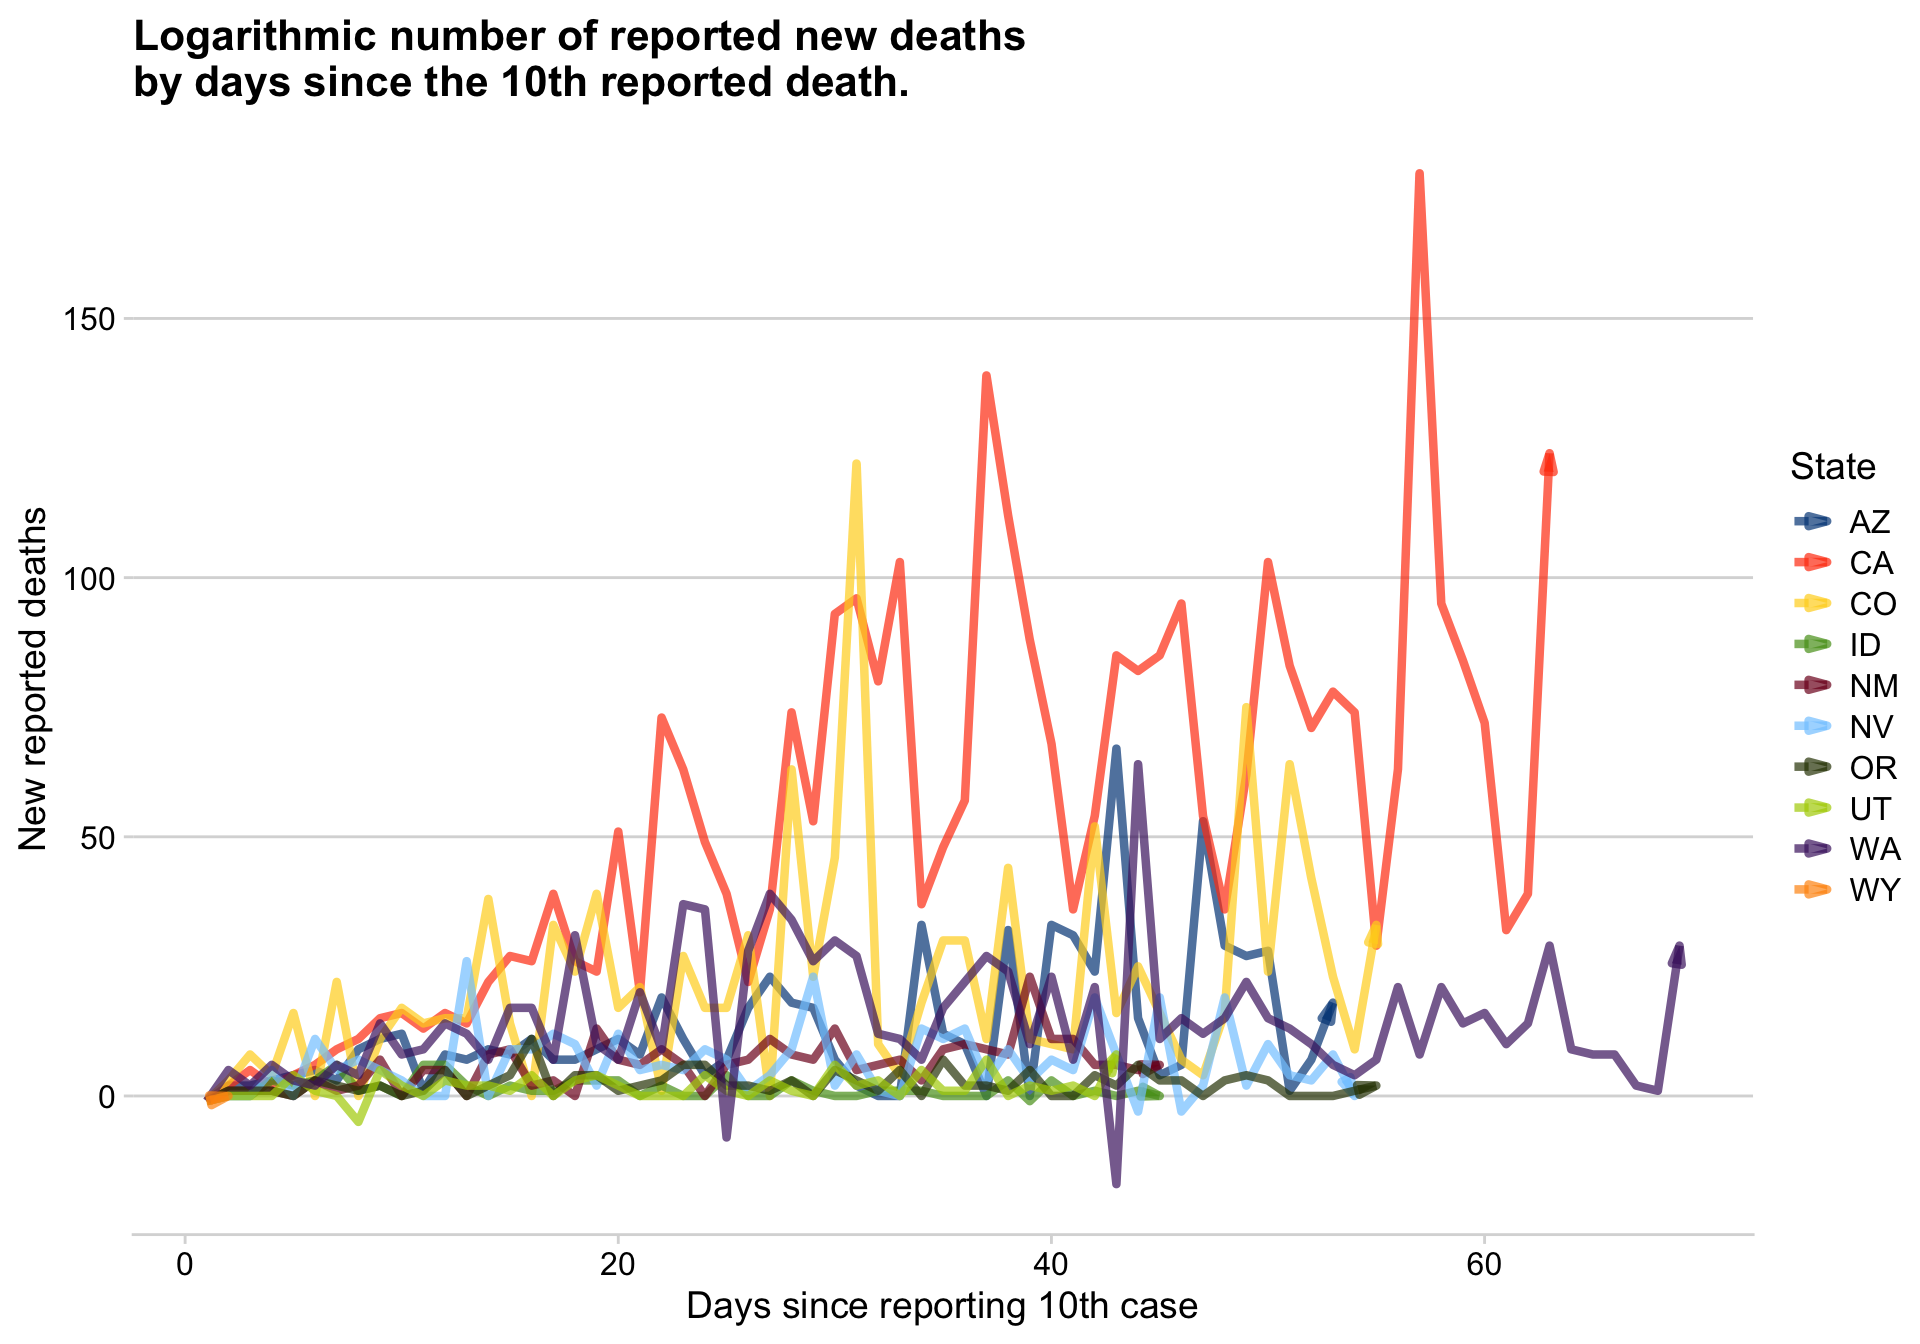 Logarithmic number of reported new deaths
by days since the 10th reported death.
150
100
50
0
New reported deaths
0
20
40
60
Days since reporting 10th case
State
AZ
CA
CO
ID
NM
NV
OR
UT
WA
WY